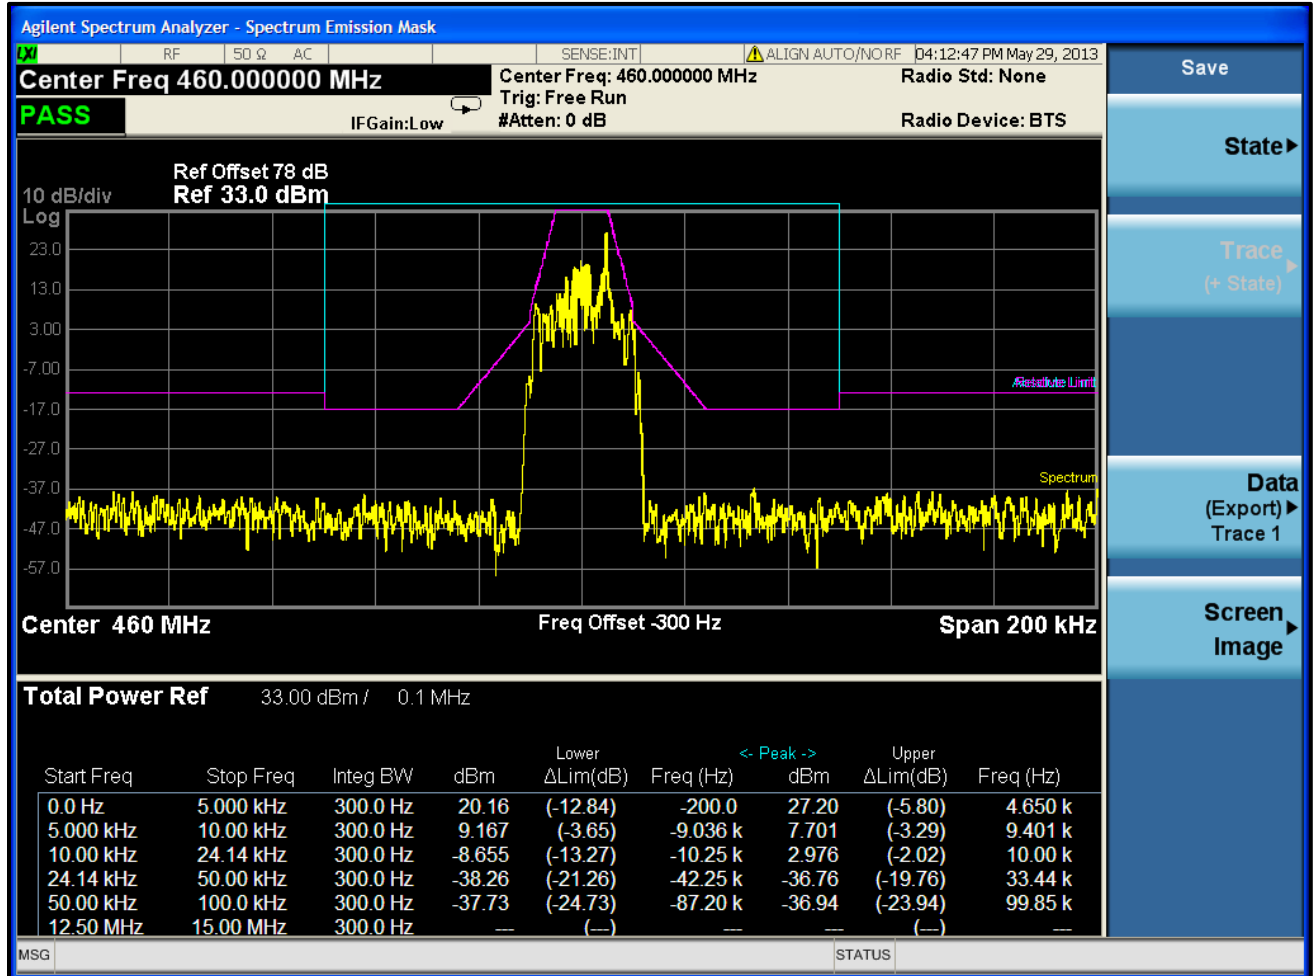 Agilent Spectrum Analyzer - Spectrum Emission Mask
LXI RF 50 Ω AC SENSE:INT ALIGN AUTO/NO RF 04:12:47 PM May 29, 2013
Center Freq 460.000000 MHz
Center Freq: 460.000000 MHz Radio Std: None
Trig: Free Run
PASS IFGain:Low #Atten: 0 dB Radio Device: BTS
Ref Offset 78 dB
10 dB/div Ref 33.0 dBm
Log
23.0
13.0
3.00
-7.00
Absolute Limit
-17.0
-27.0
-37.0
Spectrum
-47.0
-57.0
Center 460 MHz Freq Offset -300 Hz Span 200 kHz
Total Power Ref 33.00 dBm / 0.1 MHz
Lower <- Peak -> Upper
Start Freq Stop Freq Integ BW dBm ΔLim(dB) Freq (Hz) dBm ΔLim(dB) Freq (Hz)
0.0 Hz 5.000 kHz 300.0 Hz 20.16 (-12.84) -200.0 27.20 (-5.80) 4.650 k
5.000 kHz 10.00 kHz 300.0 Hz 9.167 (-3.65) -9.036 k 7.701 (-3.29) 9.401 k
10.00 kHz 24.14 kHz 300.0 Hz -8.655 (-13.27) -10.25 k 2.976 (-2.02) 10.00 k
24.14 kHz 50.00 kHz 300.0 Hz -38.26 (-21.26) -42.25 k -36.76 (-19.76) 33.44 k
50.00 kHz 100.0 kHz 300.0 Hz -37.73 (-24.73) -87.20 k -36.94 (-23.94) 99.85 k
12.50 MHz 15.00 MHz 300.0 Hz --- (---) --- --- (---) ---
MSG STATUS
Save
State
Trace
(+ State)
Data
(Export)
Trace 1
Screen
Image